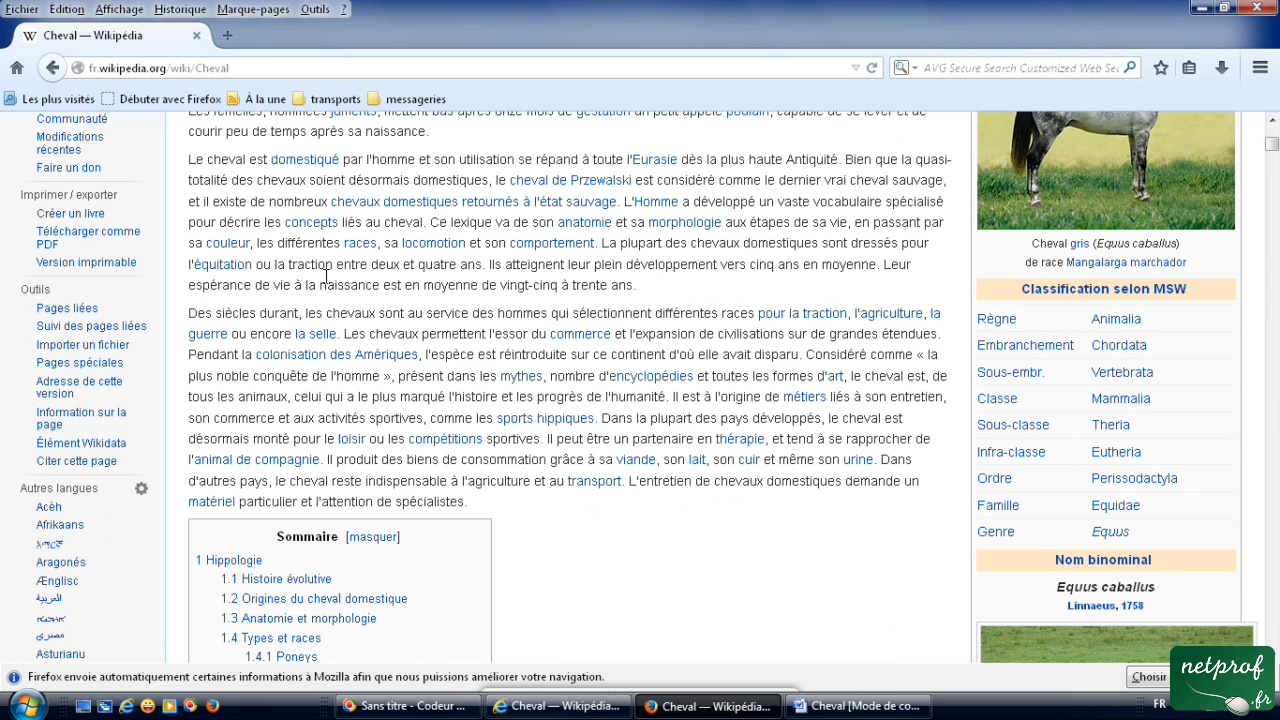 Fichier Édition Affichage Historique Marque-pages Outils ?
W Cheval — Wikipédia × +
fr.wikipedia.org/wiki/Cheval
AVG Secure Search Customized Web Sec
Les plus visités Débuter avec Firefox À la une transports messageries
Communauté
Modifications
récentes
Faire un don
Imprimer / exporter
Créer un livre
Télécharger comme
PDF
Version imprimable
Outils
Pages liées
Suivi des pages liées
Importer un fichier
Pages spéciales
Adresse de cette
version
Information sur la
page
Élément Wikidata
Citer cette page
Autres langues
Acèh
Afrikaans
አማርኛ
Aragonés
Ænglisc
العربية
مصرى
Asturianu
Les femelles, nommées juments, mettent bas après onze mois de gestation un petit appelé poulain, capable de se lever et de
courir peu de temps après sa naissance.
Le cheval est domestiqué par l'homme et son utilisation se répand à toute l'Eurasie dès la plus haute Antiquité. Bien que la quasi-
totalité des chevaux soient désormais domestiques, le cheval de Przewalski est considéré comme le dernier vrai cheval sauvage,
et il existe de nombreux chevaux domestiques retournés à l'état sauvage. L'Homme a développé un vaste vocabulaire spécialisé
pour décrire les concepts liés au cheval. Ce lexique va de son anatomie et sa morphologie aux étapes de sa vie, en passant par
sa couleur, les différentes races, sa locomotion et son comportement. La plupart des chevaux domestiques sont dressés pour
l'équitation ou la traction entre deux et quatre ans. Ils atteignent leur plein développement vers cinq ans en moyenne. Leur
espérance de vie à la naissance est en moyenne de vingt-cinq à trente ans.
Des siècles durant, les chevaux sont au service des hommes qui sélectionnent différentes races pour la traction, l'agriculture, la
guerre ou encore la selle. Les chevaux permettent l'essor du commerce et l'expansion de civilisations sur de grandes étendues.
Pendant la colonisation des Amériques, l'espèce est réintroduite sur ce continent d'où elle avait disparu. Considéré comme « la
plus noble conquête de l'homme », présent dans les mythes, nombre d'encyclopédies et toutes les formes d'art, le cheval est, de
tous les animaux, celui qui a le plus marqué l'histoire et les progrès de l'humanité. Il est à l'origine de métiers liés à son entretien,
son commerce et aux activités sportives, comme les sports hippiques. Dans la plupart des pays développés, le cheval est
désormais monté pour le loisir ou les compétitions sportives. Il peut être un partenaire en thérapie, et tend à se rapprocher de
l'animal de compagnie. Il produit des biens de consommation grâce à sa viande, son lait, son cuir et même son urine. Dans
d'autres pays, le cheval reste indispensable à l'agriculture et au transport. L'entretien de chevaux domestiques demande un
matériel particulier et l'attention de spécialistes.
Sommaire [masquer]
1 Hippologie
1.1 Histoire évolutive
1.2 Origines du cheval domestique
1.3 Anatomie et morphologie
1.4 Types et races
1.4.1 Poneys
Cheval gris (Equus caballus)
de race Mangalarga marchador
Classification selon MSW
Règne Animalia
Embranchement Chordata
Sous-embr. Vertebrata
Classe Mammalia
Sous-classe Theria
Infra-classe Eutheria
Ordre Perissodactyla
Famille Equidae
Genre Equus
Nom binominal
Equus caballus
Linnaeus, 1758
Firefox envoie automatiquement certaines informations à Mozilla afin que nous puissions améliorer votre navigation.
Choisir
netprof
.fr
Sans titre - Codeur ...
Cheval — Wikipédia...
Cheval — Wikipédia...
Cheval [Mode de co...
FR